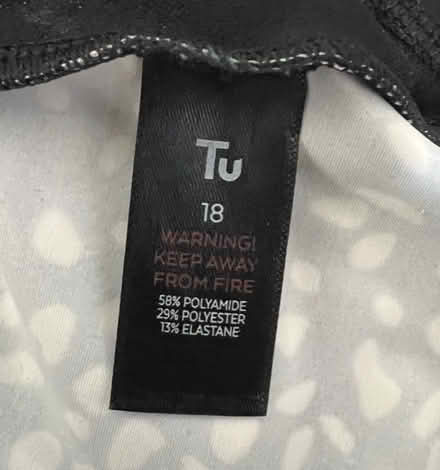 Tu
18
WARNING!
KEEP AWAY
FROM FIRE
58% POLYAMIDE
29% POLYESTER
13% ELASTANE